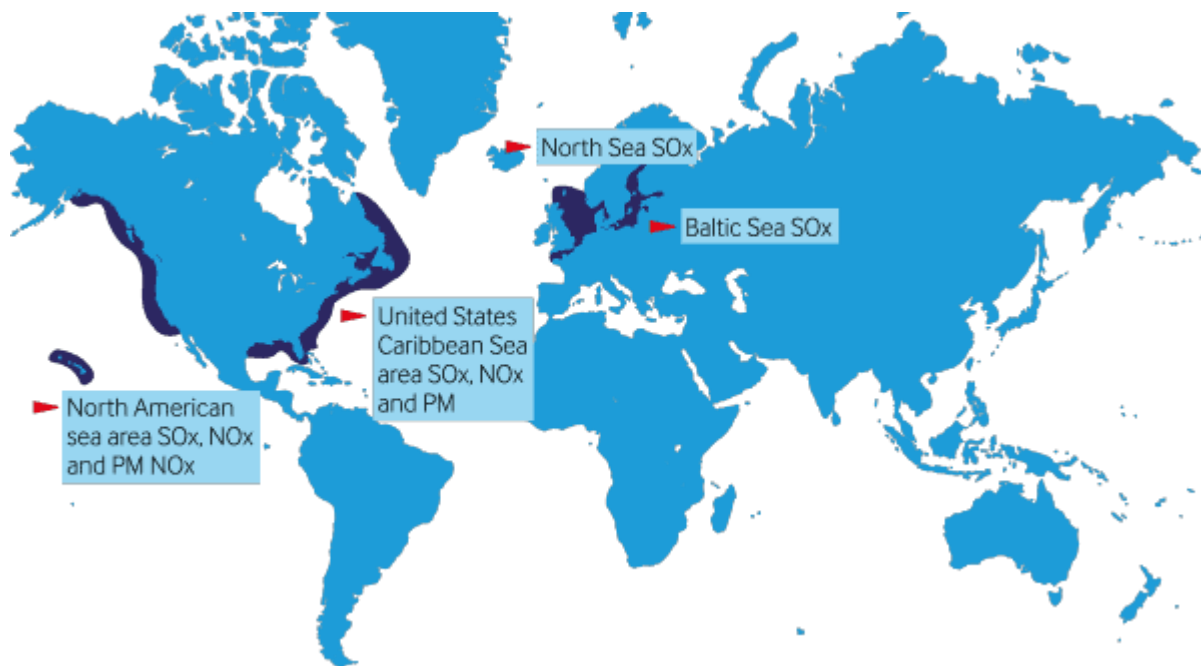 North Sea SOx
Baltic Sea SOx
United States
Caribbean Sea
area SOx, NOx
and PM
North American
sea area SOx, NOx
and PM NOx